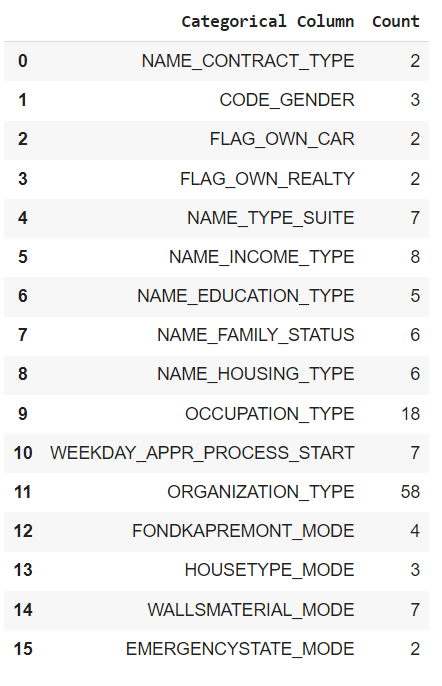 Categorical Column Count
0 NAME_CONTRACT_TYPE 2
1 CODE_GENDER 3
2 FLAG_OWN_CAR 2
3 FLAG_OWN_REALTY 2
4 NAME_TYPE_SUITE 7
5 NAME_INCOME_TYPE 8
6 NAME_EDUCATION_TYPE 5
7 NAME_FAMILY_STATUS 6
8 NAME_HOUSING_TYPE 6
9 OCCUPATION_TYPE 18
10 WEEKDAY_APPR_PROCESS_START 7
11 ORGANIZATION_TYPE 58
12 FONDKAPREMONT_MODE 4
13 HOUSETYPE_MODE 3
14 WALLSMATERIAL_MODE 7
15 EMERGENCYSTATE_MODE 2